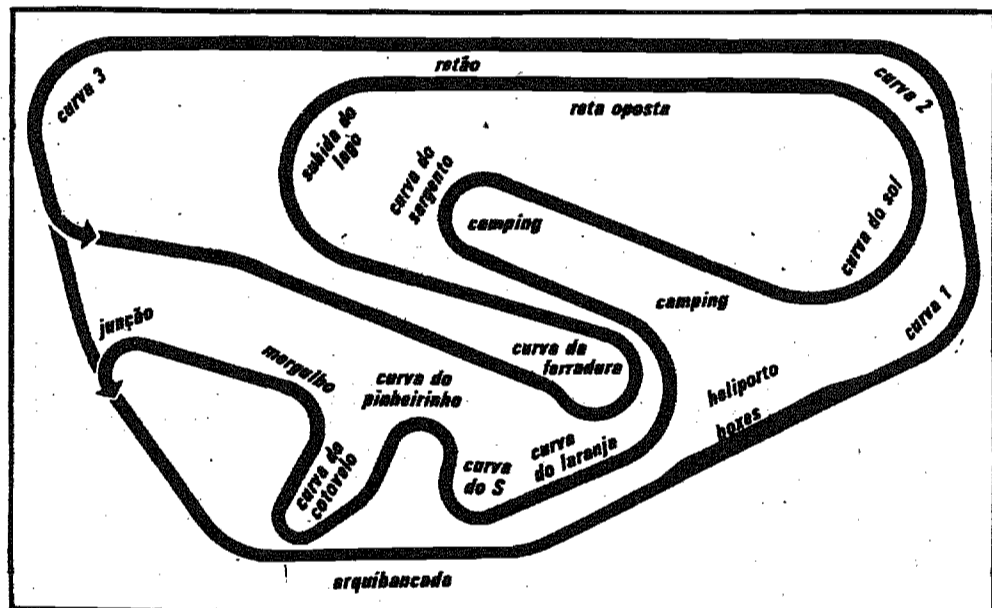 curva 3
retão
curva 2
reta oposta
subida do
lago
curva do
sargento
camping
curva do sol
camping
curva 1
junção
mergulho
curva da
ferradura
curva do
pinheirinho
heliporto
boxes
curva
do laranja
curva
do S
curva do
cotovelo
arquibancada